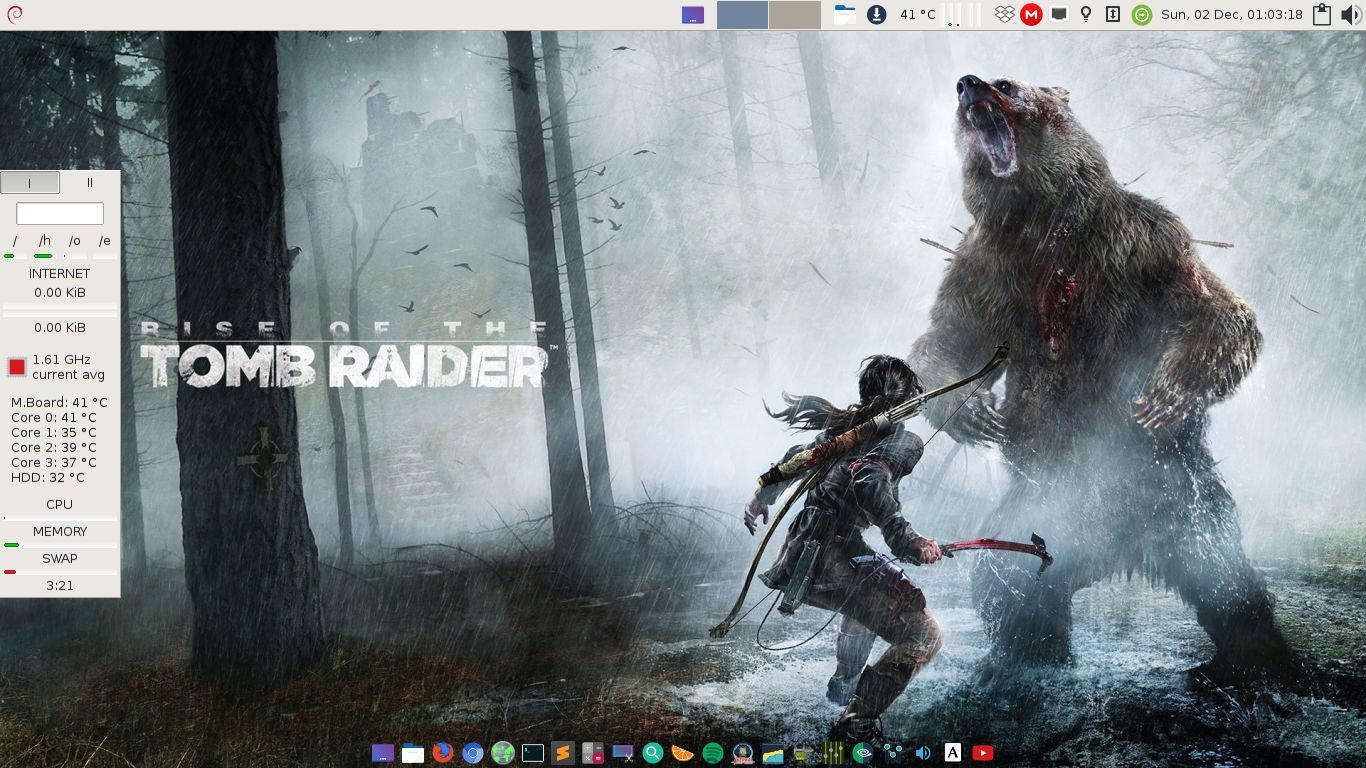 41 °C
Sun, 02 Dec, 01:03:18
I II
/ /h /o /e
INTERNET
0.00 KiB
0.00 KiB
1.61 GHz
current avg
M.Board: 41 °C
Core 0: 41 °C
Core 1: 35 °C
Core 2: 39 °C
Core 3: 37 °C
HDD: 32 °C
CPU
MEMORY
SWAP
3:21
RISE OF THE
TOMB RAIDER™
M
A